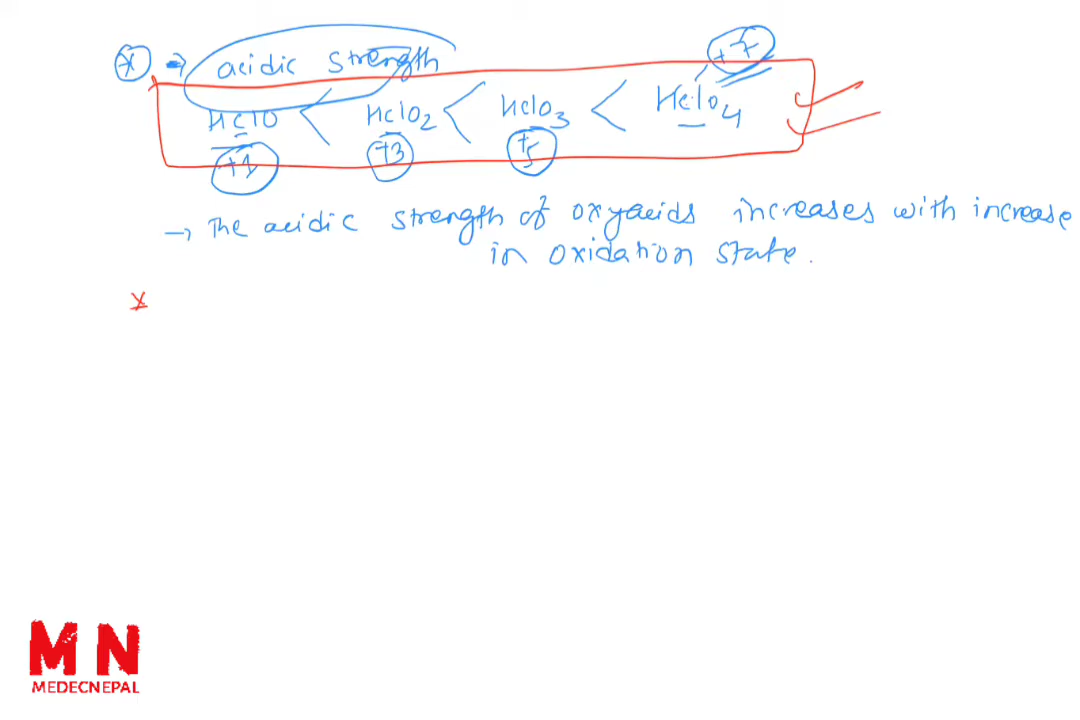 * → acidic strength +7
HClO < HClO2 < HClO3 < HClO4
+1 +3 +5
→ The acidic strength of oxyacids increases with increase
in oxidation state.
*
MN
MEDECNEPAL